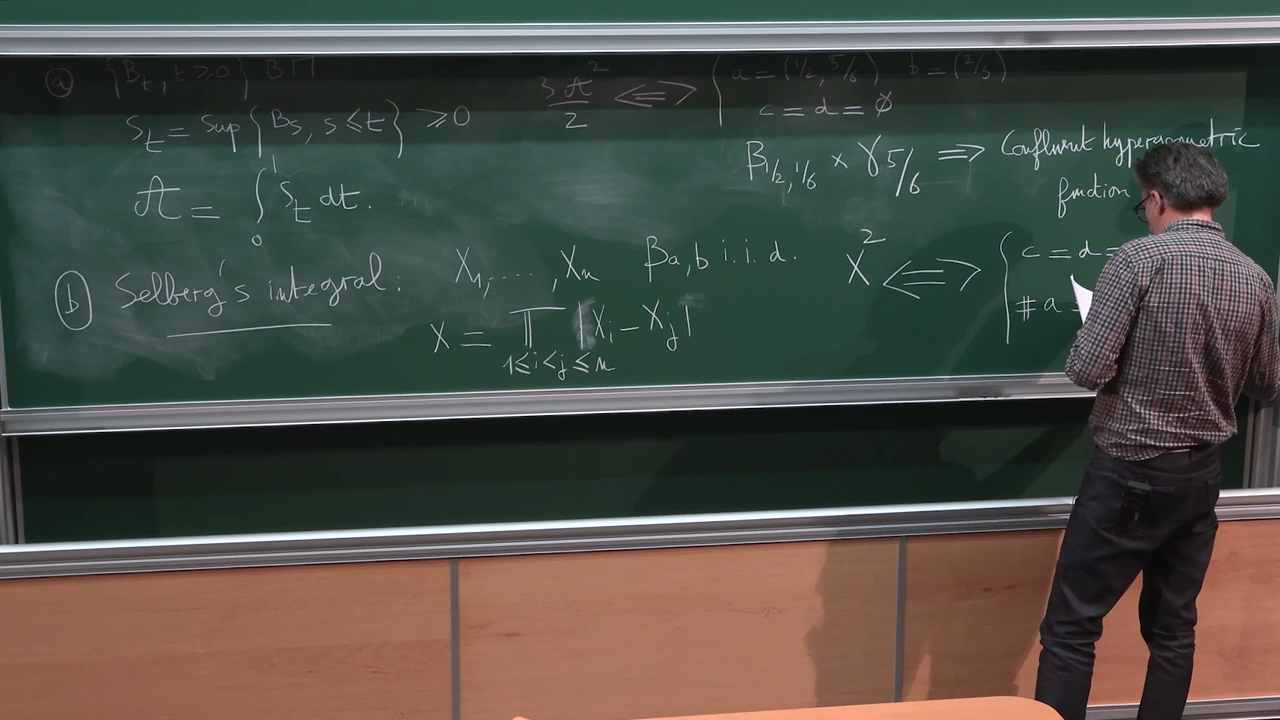 ⓐ {B_t, t ≥ 0} BM
S_t = Sup{B_s, s ≤ t} ≥ 0
𝒜 = ∫_0^1 S_t dt.
3𝒜²/2 ⟺ { a = (1/2, 5/6) b = (2/3)
c = d = ∅
β_{1/2, 1/6} × γ_{5/6} ⟹ Confluent hypergeometric
function
ⓑ Selberg's integral: X_1, ...., X_n β_{a,b} i.i.d.
X = ∏_{1≤i<j≤n} |X_i - X_j|
X² ⟺ { c = d =
# a